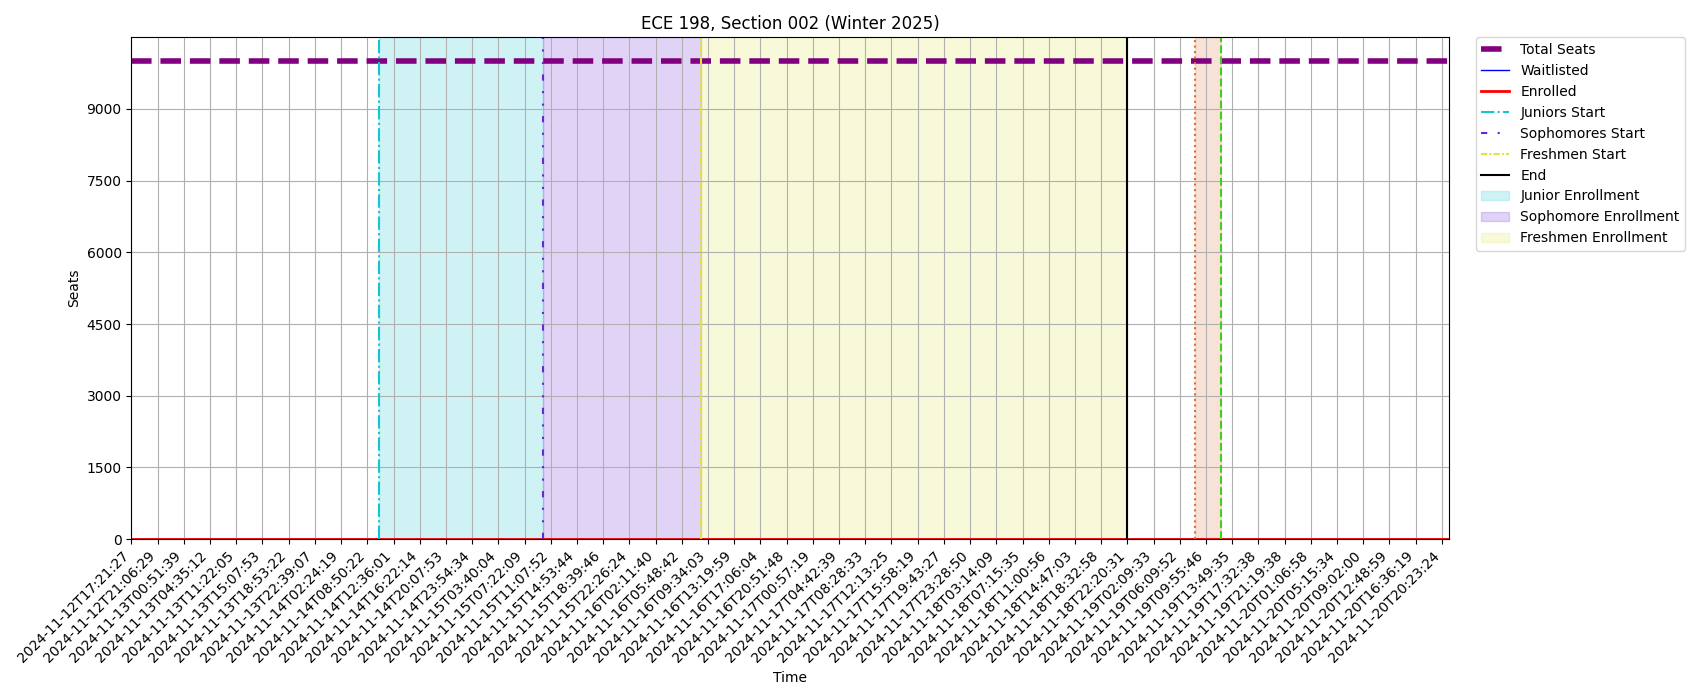 ECE 198, Section 002 (Winter 2025)
Seats
9000
7500
6000
4500
3000
1500
0
2024-11-12T17:21:27
2024-11-12T21:06:29
2024-11-13T00:51:39
2024-11-13T04:35:12
2024-11-13T11:22:05
2024-11-13T15:07:53
2024-11-13T18:53:22
2024-11-13T22:39:07
2024-11-14T02:24:19
2024-11-14T08:50:22
2024-11-14T12:36:01
2024-11-14T16:22:14
2024-11-14T20:07:53
2024-11-14T23:54:34
2024-11-15T03:40:04
2024-11-15T07:22:09
2024-11-15T11:07:52
2024-11-15T14:53:44
2024-11-15T18:39:46
2024-11-15T22:26:24
2024-11-16T02:11:40
2024-11-16T05:48:42
2024-11-16T09:34:03
2024-11-16T13:19:59
2024-11-16T17:06:04
2024-11-16T20:51:48
2024-11-17T00:57:19
2024-11-17T04:42:39
2024-11-17T08:28:33
2024-11-17T12:13:25
2024-11-17T15:58:19
2024-11-17T19:43:27
2024-11-17T23:28:50
2024-11-18T03:14:09
2024-11-18T07:15:35
2024-11-18T11:00:56
2024-11-18T14:47:03
2024-11-18T18:32:58
2024-11-18T22:20:31
2024-11-19T02:09:33
2024-11-19T06:09:52
2024-11-19T09:55:46
2024-11-19T13:49:35
2024-11-19T17:32:38
2024-11-19T21:19:38
2024-11-20T01:06:58
2024-11-20T05:15:34
2024-11-20T09:02:00
2024-11-20T12:48:59
2024-11-20T16:36:19
2024-11-20T20:23:24
Time
Total Seats
Waitlisted
Enrolled
Juniors Start
Sophomores Start
Freshmen Start
End
Junior Enrollment
Sophomore Enrollment
Freshmen Enrollment